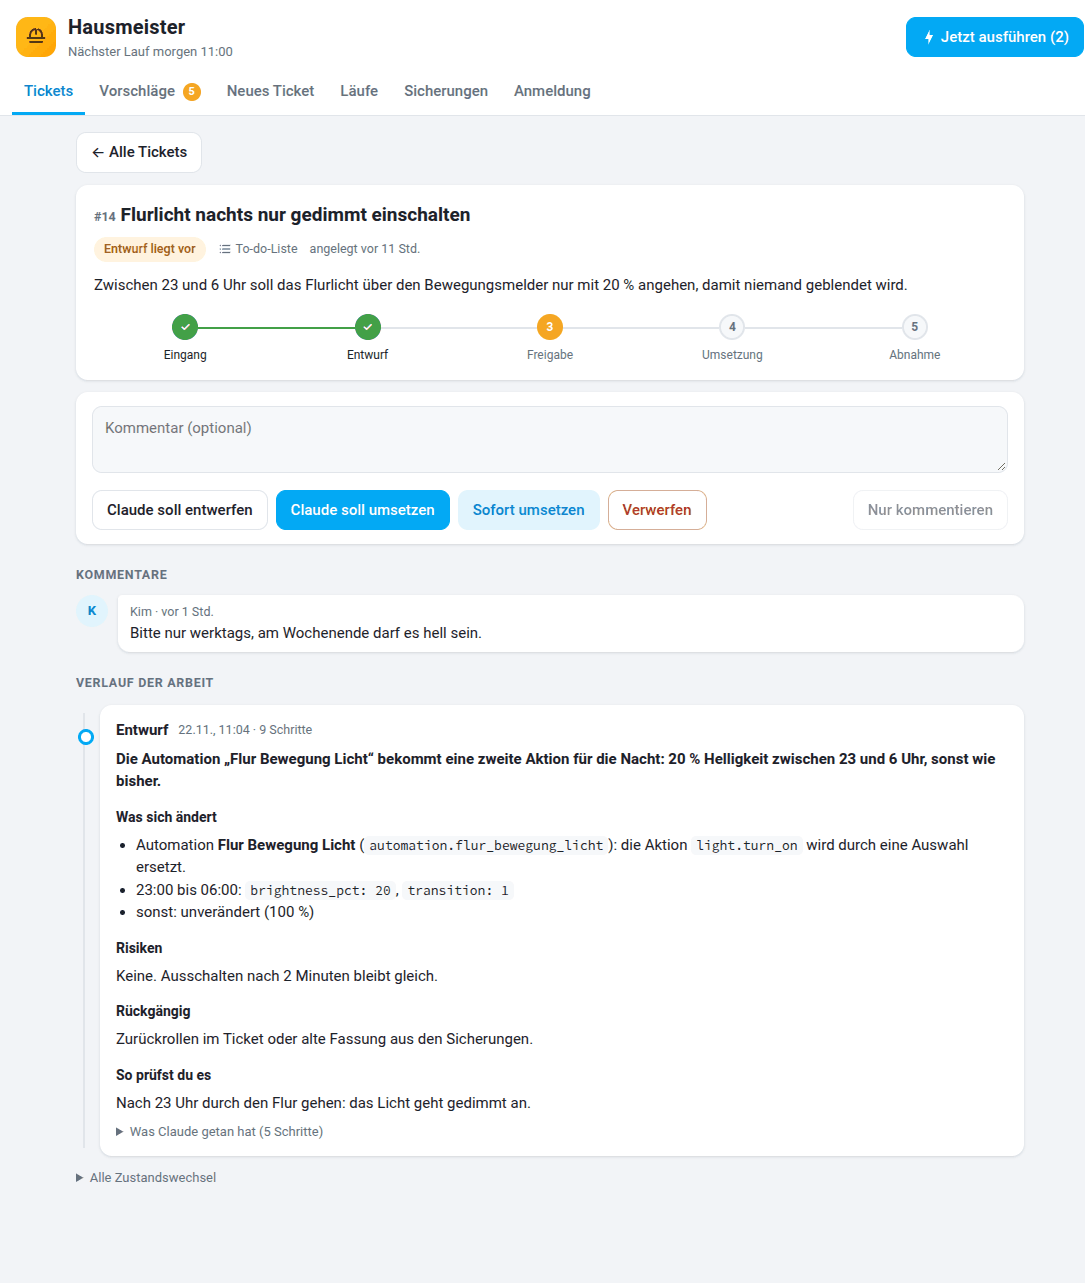 Hausmeister
Nächster Lauf morgen 11:00
Jetzt ausführen (2)
Tickets
Vorschläge 5
Neues Ticket
Läufe
Sicherungen
Anmeldung
← Alle Tickets
#14 Flurlicht nachts nur gedimmt einschalten
Entwurf liegt vor
To-do-Liste
angelegt vor 11 Std.
Zwischen 23 und 6 Uhr soll das Flurlicht über den Bewegungsmelder nur mit 20 % angehen, damit niemand geblendet wird.
3
4
5
Eingang
Entwurf
Freigabe
Umsetzung
Abnahme
Kommentar (optional)
Claude soll entwerfen
Claude soll umsetzen
Sofort umsetzen
Verwerfen
Nur kommentieren
KOMMENTARE
K
Kim · vor 1 Std.
Bitte nur werktags, am Wochenende darf es hell sein.
VERLAUF DER ARBEIT
Entwurf 22.11., 11:04 · 9 Schritte
Die Automation „Flur Bewegung Licht“ bekommt eine zweite Aktion für die Nacht: 20 % Helligkeit zwischen 23 und 6 Uhr, sonst wie
bisher.
Was sich ändert
• Automation Flur Bewegung Licht ( automation.flur_bewegung_licht ): die Aktion light.turn_on wird durch eine Auswahl
ersetzt.
• 23:00 bis 06:00: brightness_pct: 20 , transition: 1
• sonst: unverändert (100 %)
Risiken
Keine. Ausschalten nach 2 Minuten bleibt gleich.
Rückgängig
Zurückrollen im Ticket oder alte Fassung aus den Sicherungen.
So prüfst du es
Nach 23 Uhr durch den Flur gehen: das Licht geht gedimmt an.
▶ Was Claude getan hat (5 Schritte)
▶ Alle Zustandswechsel